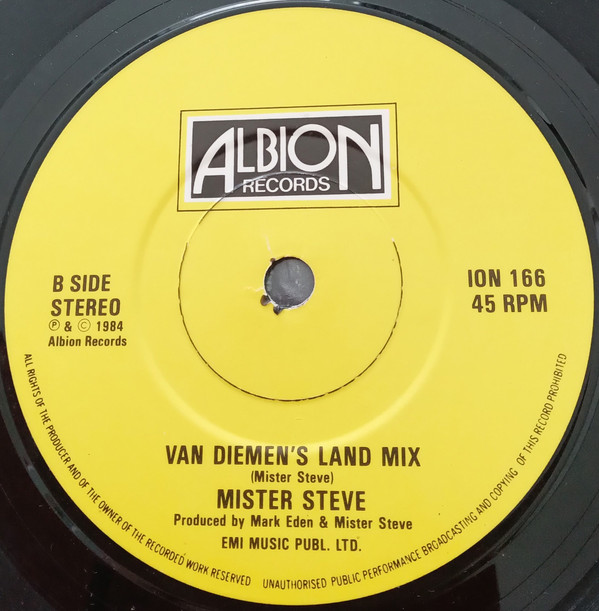 ALBION
RECORDS
B SIDE
STEREO
℗ & © 1984
Albion Records
ION 166
45 RPM
VAN DIEMEN'S LAND MIX
(Mister Steve)
MISTER STEVE
Produced by Mark Eden & Mister Steve
EMI MUSIC PUBL. LTD.
ALL RIGHTS OF THE PRODUCER AND OF THE OWNER OF THE RECORDED WORK RESERVED UNAUTHORISED PUBLIC PERFORMANCE BROADCASTING AND COPYING OF THIS RECORD PROHIBITED